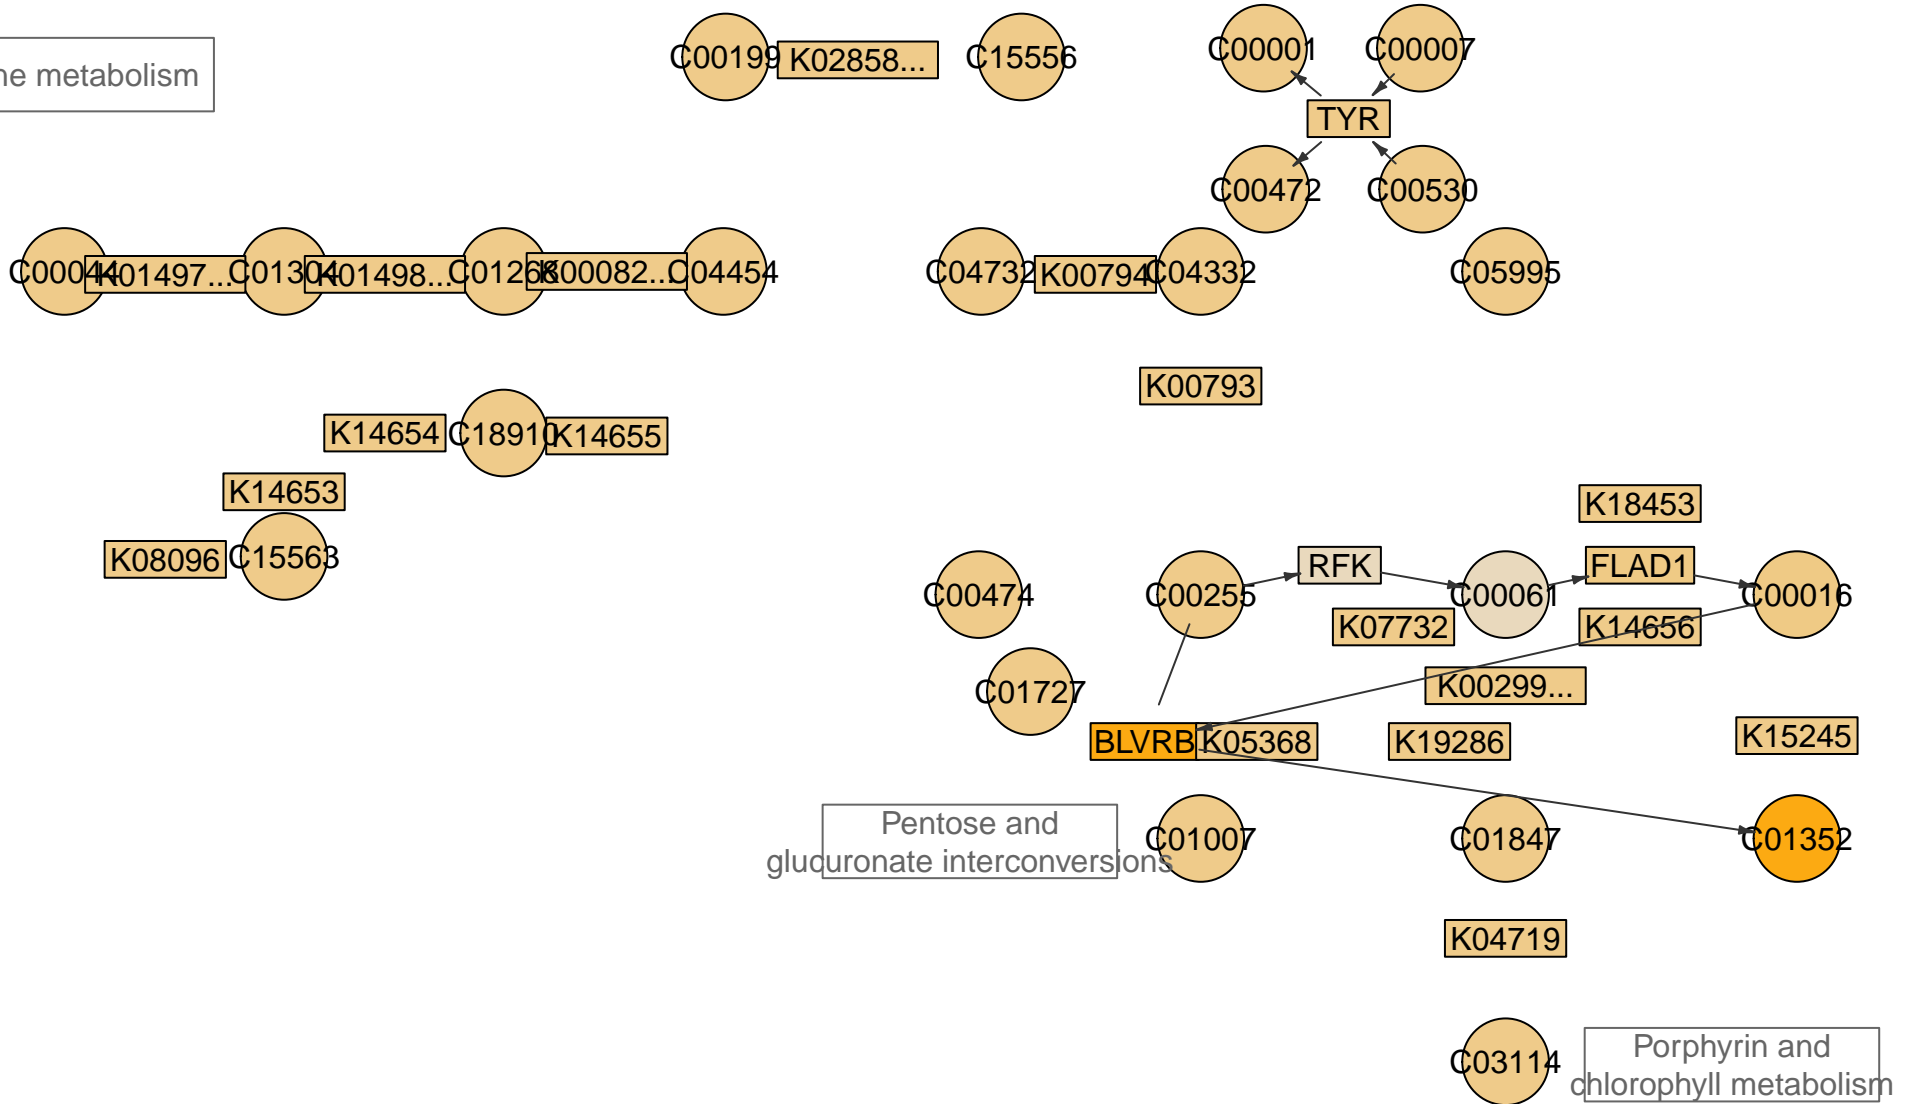 C00199
K02858...
C15556
C00001
C00007
ne metabolism
TYR
C00472
C00530
C00044
K01497...
C01304
K01498...
C01268
K00082...
C04454
C04732
K00794
C04332
C05995
K00793
K14654
C18910
K14655
K14653
K08096
C15563
K18453
C00474
C00255
RFK
C00061
FLAD1
C00016
K07732
K14656
C01727
K00299...
BLVRB
K05368
K19286
K15245
Pentose and
glucuronate interconversions
C01007
C01847
C01352
K04719
C03114
Porphyrin and
chlorophyll metabolism